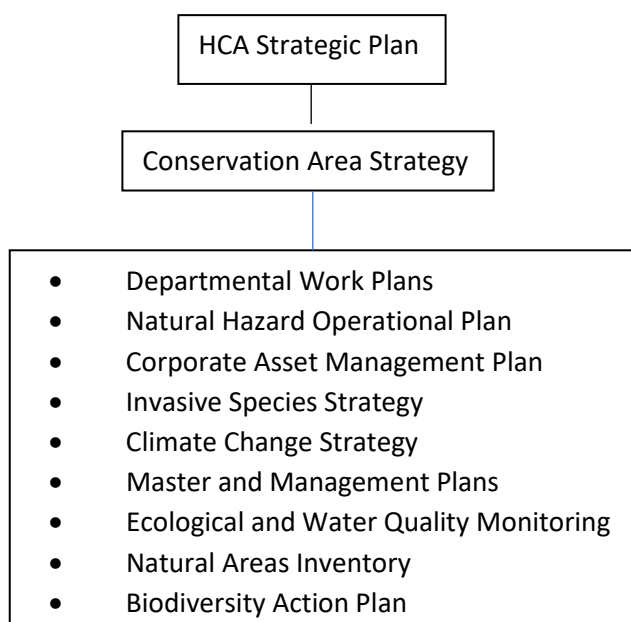 HCA Strategic Plan
Conservation Area Strategy
• Departmental Work Plans
• Natural Hazard Operational Plan
• Corporate Asset Management Plan
• Invasive Species Strategy
• Climate Change Strategy
• Master and Management Plans
• Ecological and Water Quality Monitoring
• Natural Areas Inventory
• Biodiversity Action Plan